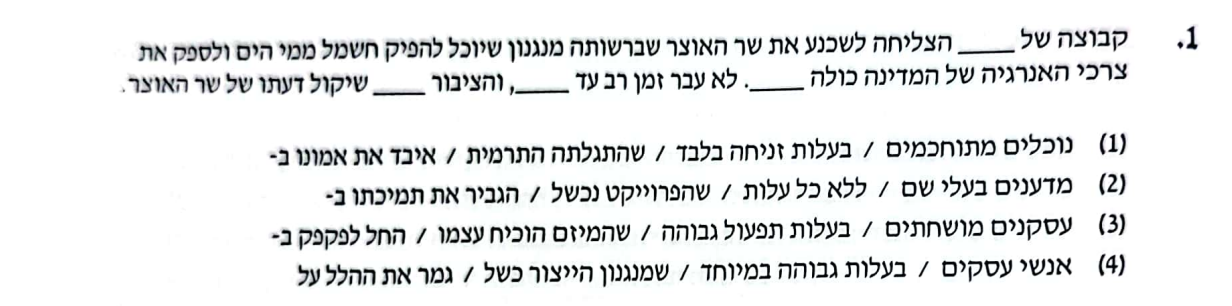 1. קבוצה של ____ הצליחה לשכנע את שר האוצר שברשותה מנגנון שיוכל להפיק חשמל ממי הים ולספק את
צרכי האנרגיה של המדינה כולה ____. לא עבר זמן רב עד ____, והציבור ____ שיקול דעתו של שר האוצר.
(1) נוכלים מתוחכמים / בעלות זניחה בלבד / שהתגלתה התרמית / איבד את אמונו ב-
(2) מדענים בעלי שם / ללא כל עלות / שהפרוייקט נכשל / הגביר את תמיכתו ב-
(3) עסקנים מושחתים / בעלות תפעול גבוהה / שהמיזם הוכיח עצמו / החל לפקפק ב-
(4) אנשי עסקים / בעלות גבוהה במיוחד / שמנגנון הייצור כשל / גמר את ההלל על